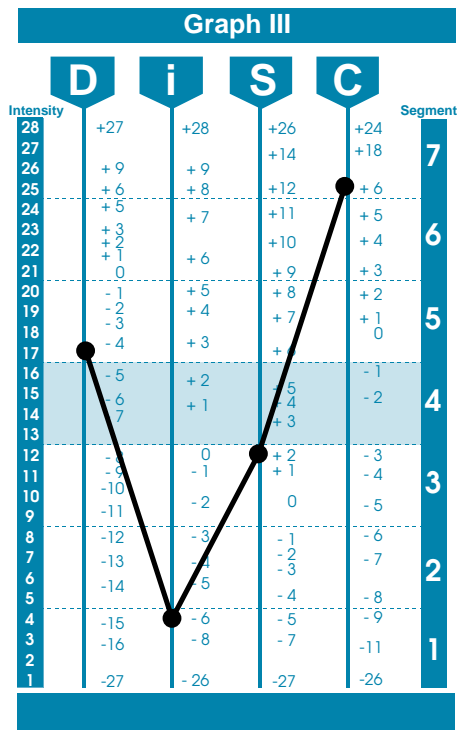 Graph III
D i S C
Intensity Segment
28 +27 +28 +26 +24
27 +14 +18 7
26 + 9 + 9
25 + 6 + 8 +12 + 6
24 + 5 + 7 +11 + 5
23 + 3 6
22 + 2 +10 + 4
+ 1 + 6
21 0 + 9 + 3
20 - 1 + 5 + 8 + 2
19 - 2 + 4 + 7 + 1 5
18 - 3 0
17 - 4 + 3 + 6
16 - 5 + 2 - 1
15 - 6 + 1 5 - 2 4
14 7 4
13 + 3
12 - 8 0 + 2 - 3
11 - 9 - 1 + 1 - 4 3
10 -10 - 2 0 - 5
9 -11
8 -12 - 3 - 1 - 6
7 -13 - 4 - 2 - 7 2
6 -14 - 5 - 3
5 - 4 - 8
4 -15 - 6 - 5 - 9
3 -16 - 8 - 7 -11 1
2
1 -27 - 26 -27 -26